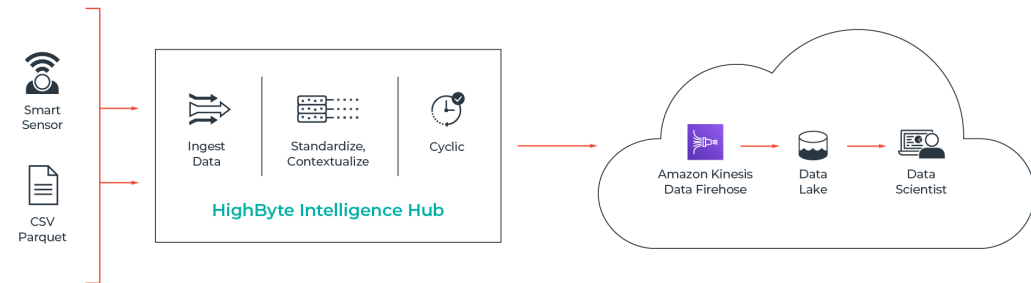 Smart
Sensor
CSV
Parquet
Ingest
Data
Standardize,
Contextualize
Cyclic
HighByte Intelligence Hub
Amazon Kinesis
Data Firehose
Data
Lake
Data
Scientist